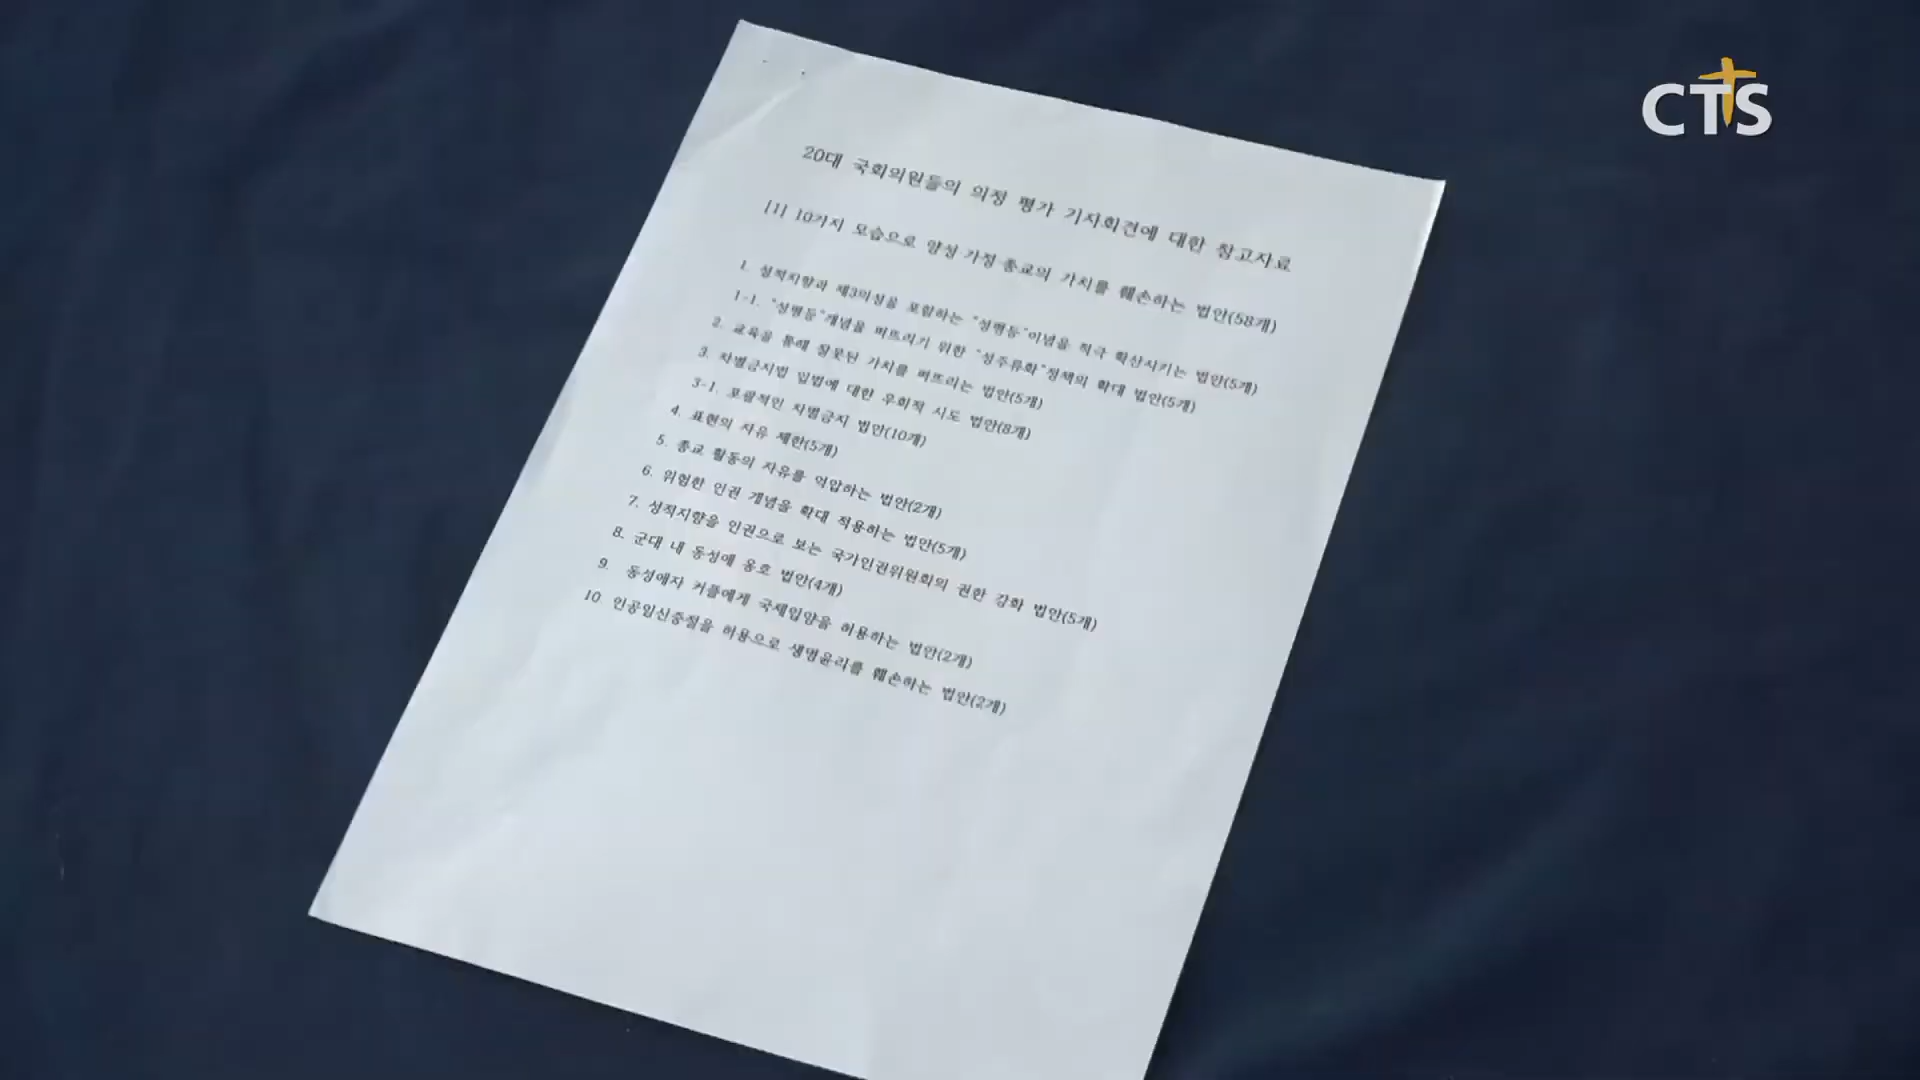 CTS
20대 국회의원들의 의정 평가 기자회견에 대한 참고자료
[1] 10가지 모습으로 양성·가정·종교의 가치를 훼손하는 법안(58개)
1. 성적지향과 제3의성을 포함하는 "성평등"이념을 적극 확산시키는 법안(5개)
1-1. "성평등"개념을 퍼뜨리기 위한 "성주류화"정책의 확대 법안(5개)
2. 교육을 통해 잘못된 가치를 퍼뜨리는 법안(5개)
3. 차별금지법 입법에 대한 우회적 시도 법안(8개)
3-1. 포괄적인 차별금지 법안(10개)
4. 표현의 자유 제한(5개)
5. 종교 활동의 자유를 억압하는 법안(2개)
6. 위험한 인권 개념을 확대 적용하는 법안(5개)
7. 성적지향을 인권으로 보는 국가인권위원회의 권한 강화 법안(5개)
8. 군대 내 동성애 옹호 법안(4개)
9. 동성애자 커플에게 국제입양을 허용하는 법안(2개)
10. 인공임신중절을 허용으로 생명윤리를 훼손하는 법안(2개)